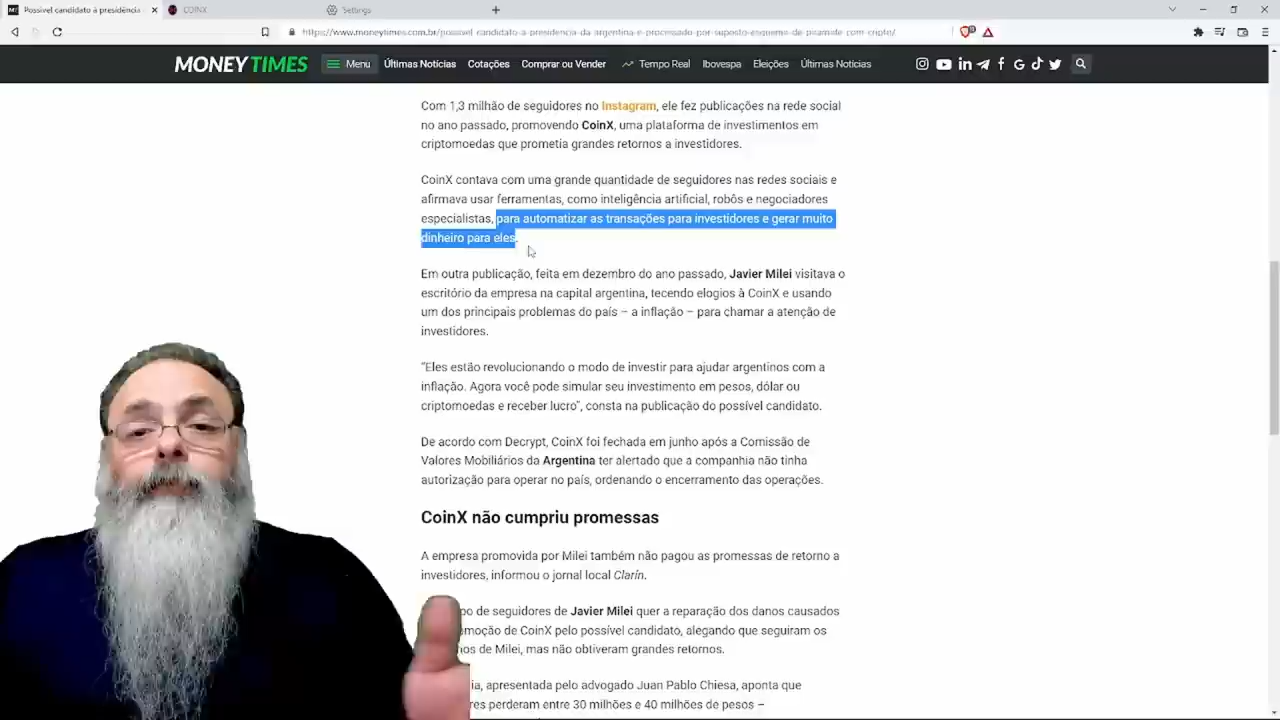 Possível candidato à presidência
COINX
Settings
https://www.moneytimes.com.br/possivel-candidato-a-presidencia-da-argentina-e-processado-por-suposto-esquema-de-piramide-com-cripto/
MONEY TIMES
Menu
Últimas Notícias
Cotações
Comprar ou Vender
Tempo Real
Ibovespa
Eleições
Últimas Notícias
Com 1,3 milhão de seguidores no Instagram, ele fez publicações na rede social
no ano passado, promovendo CoinX, uma plataforma de investimentos em
criptomoedas que prometia grandes retornos a investidores.
CoinX contava com uma grande quantidade de seguidores nas redes sociais e
afirmava usar ferramentas, como inteligência artificial, robôs e negociadores
especialistas, para automatizar as transações para investidores e gerar muito
dinheiro para eles.
Em outra publicação, feita em dezembro do ano passado, Javier Milei visitava o
escritório da empresa na capital argentina, tecendo elogios à CoinX e usando
um dos principais problemas do país – a inflação – para chamar a atenção de
investidores.
“Eles estão revolucionando o modo de investir para ajudar argentinos com a
inflação. Agora você pode simular seu investimento em pesos, dólar ou
criptomoedas e receber lucro”, consta na publicação do possível candidato.
De acordo com Decrypt, CoinX foi fechada em junho após a Comissão de
Valores Mobiliários da Argentina ter alertado que a companhia não tinha
autorização para operar no país, ordenando o encerramento das operações.
CoinX não cumpriu promessas
A empresa promovida por Milei também não pagou as promessas de retorno a
investidores, informou o jornal local Clarín.
po de seguidores de Javier Milei quer a reparação dos danos causados
moção de CoinX pelo possível candidato, alegando que seguiram os
os de Milei, mas não obtiveram grandes retornos.
ia, apresentada pelo advogado Juan Pablo Chiesa, aponta que
res perderam entre 30 milhões e 40 milhões de pesos –